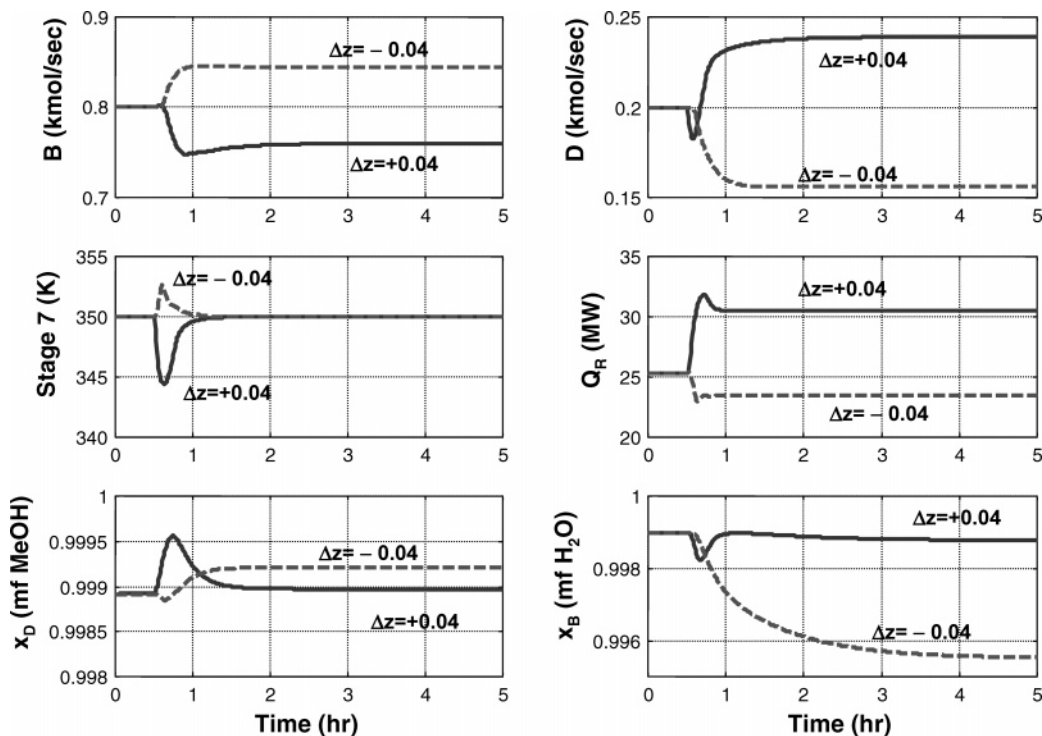 B (kmol/sec)
0.9
0.8
0.7
Δz= − 0.04
Δz=+0.04
0 1 2 3 4 5
D (kmol/sec)
0.25
0.2
0.15
Δz=+0.04
Δz= − 0.04
0 1 2 3 4 5
Stage 7 (K)
355
350
345
340
Δz= − 0.04
Δz=+0.04
0 1 2 3 4 5
Q_R (MW)
35
30
25
20
Δz=+0.04
Δz= − 0.04
0 1 2 3 4 5
x_D (mf MeOH)
1
0.9995
0.999
0.9985
0.998
Δz= − 0.04
Δz=+0.04
0 1 2 3 4 5
Time (hr)
x_B (mf H₂O)
1
0.998
0.996
Δz=+0.04
Δz= − 0.04
0 1 2 3 4 5
Time (hr)